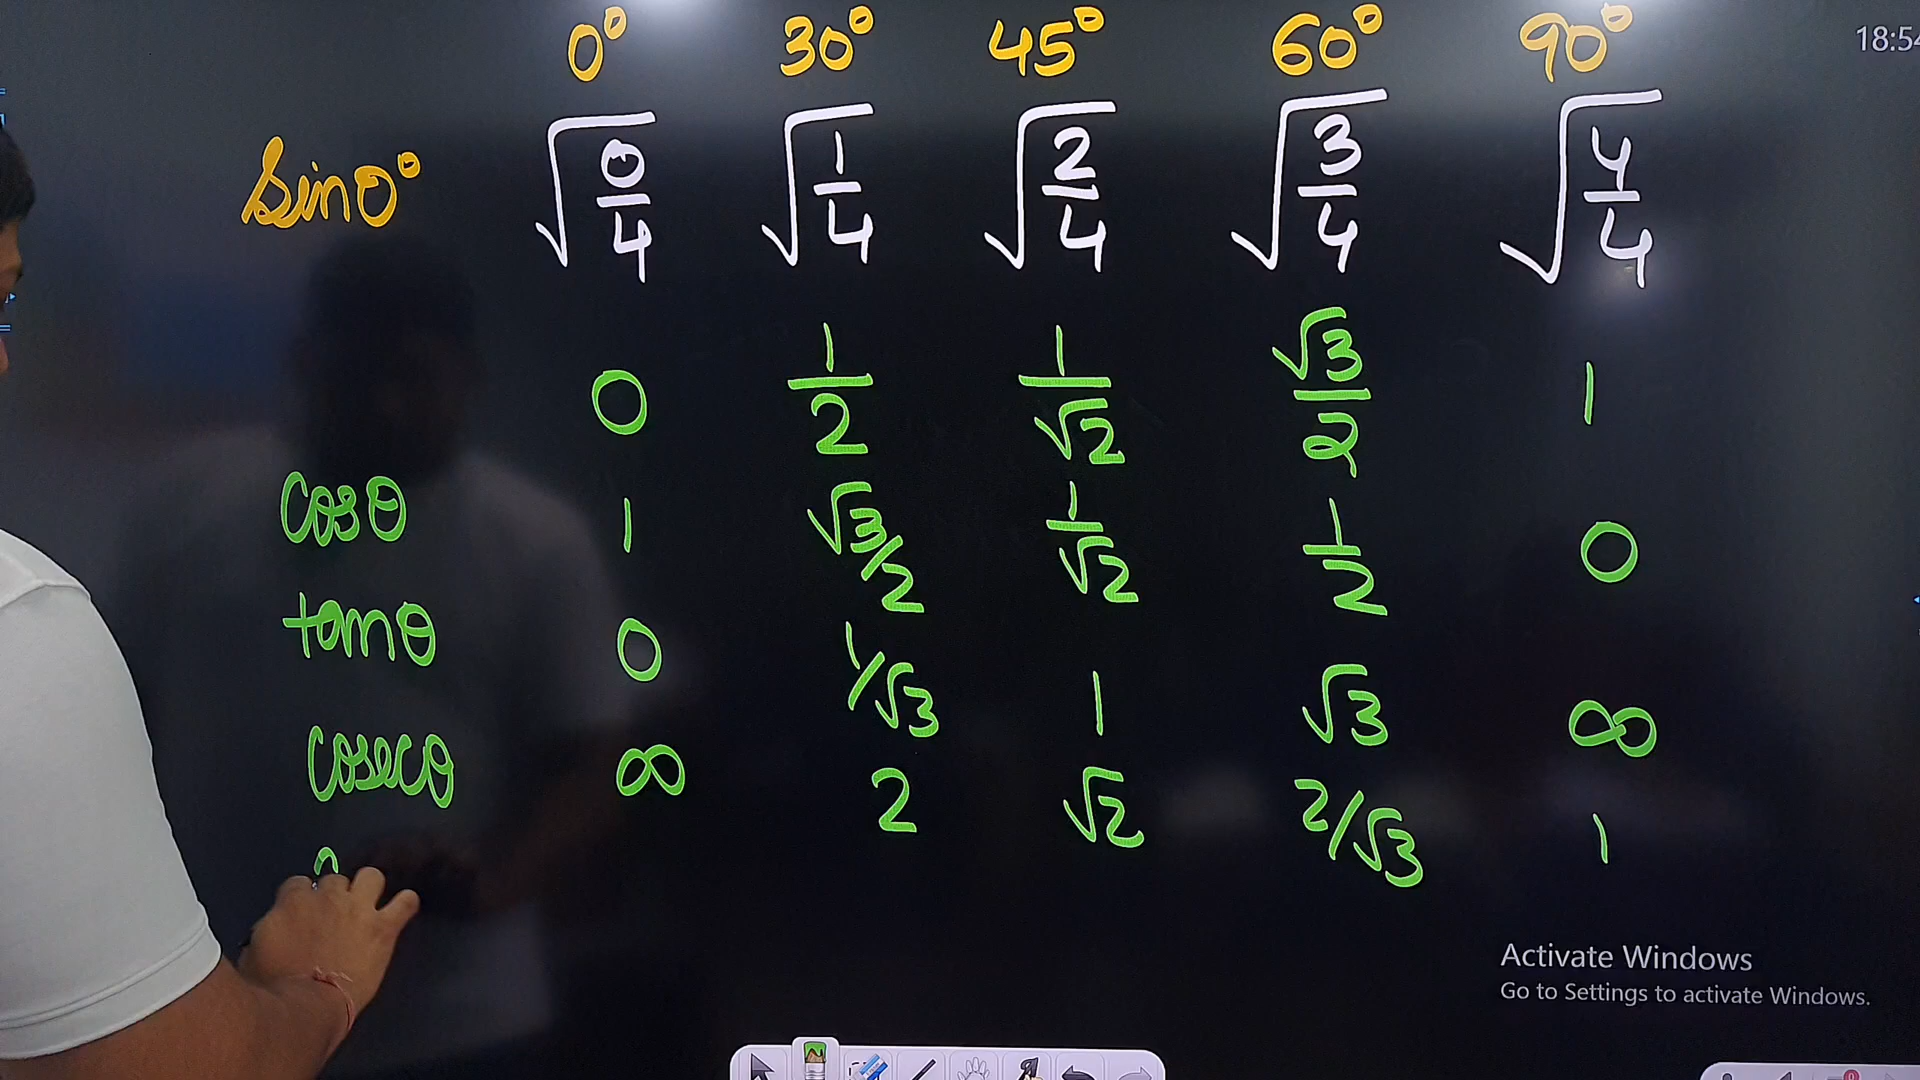 0° 30° 45° 60° 90°
18:54
sinθ° √0/4 √1/4 √2/4 √3/4 √4/4
0 1/2 1/√2 √3/2 1
cosθ 1 √3/2 1/√2 1/2 0
tanθ 0 1/√3 1 √3 ∞
cosecθ ∞ 2 √2 2/√3 1
Activate Windows
Go to Settings to activate Windows.